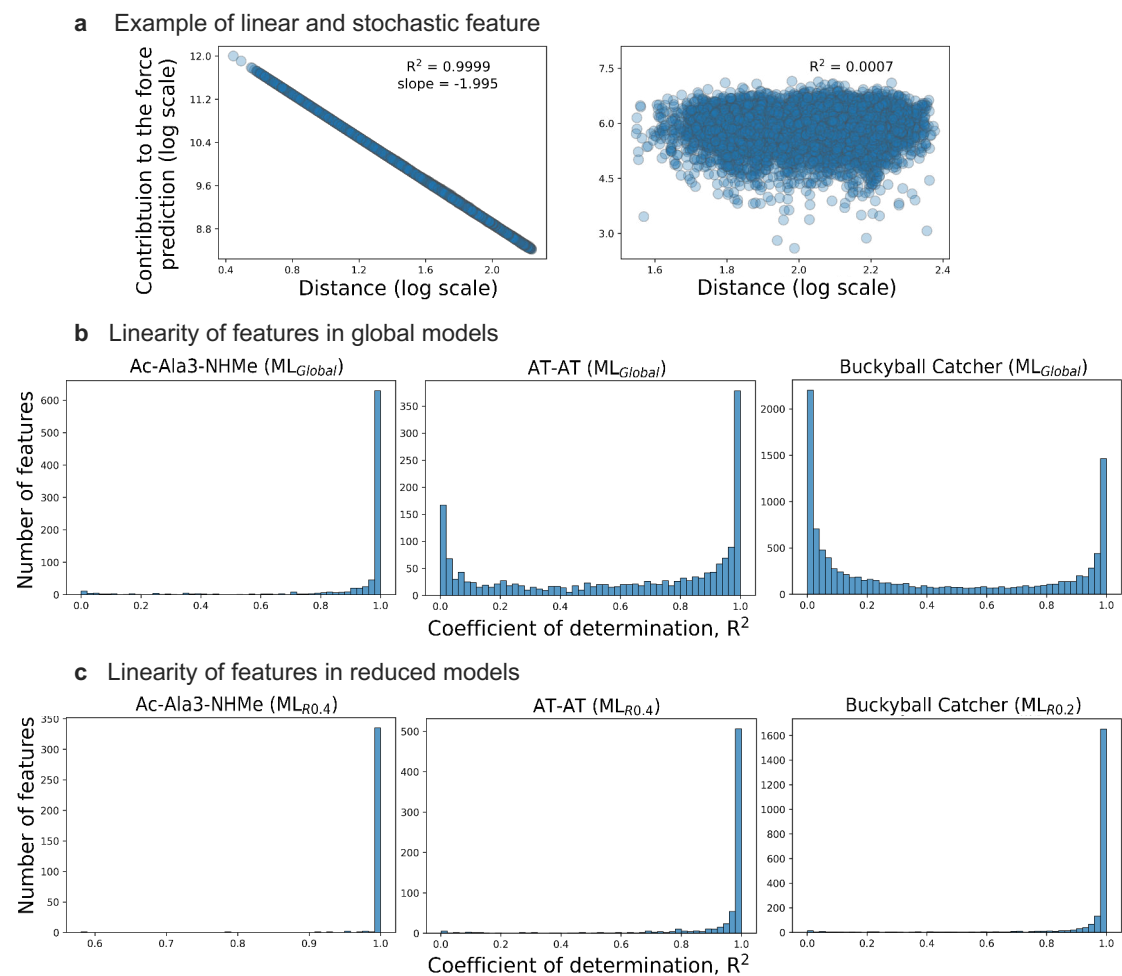 a Example of linear and stochastic feature
Contribtuion to the force
prediction (log scale)
12.0
11.2
10.4
9.6
8.8
R² = 0.9999
slope = -1.995
0.4 0.8 1.2 1.6 2.0
Distance (log scale)
7.5
6.0
4.5
3.0
R² = 0.0007
1.6 1.8 2.0 2.2 2.4
Distance (log scale)
b Linearity of features in global models
Ac-Ala3-NHMe (ML_Global)
Number of features
600
500
400
300
200
100
0
0.0 0.2 0.4 0.6 0.8 1.0
AT-AT (ML_Global)
350
300
250
200
150
100
50
0
0.0 0.2 0.4 0.6 0.8 1.0
Coefficient of determination, R²
Buckyball Catcher (ML_Global)
2000
1500
1000
500
0
0.0 0.2 0.4 0.6 0.8 1.0
c Linearity of features in reduced models
Ac-Ala3-NHMe (ML_R0.4)
Number of features
350
300
250
200
150
100
50
0
0.6 0.7 0.8 0.9 1.0
AT-AT (ML_R0.4)
500
400
300
200
100
0
0.0 0.2 0.4 0.6 0.8 1.0
Coefficient of determination, R²
Buckyball Catcher (ML_R0.2)
1600
1400
1200
1000
800
600
400
200
0
0.0 0.2 0.4 0.6 0.8 1.0